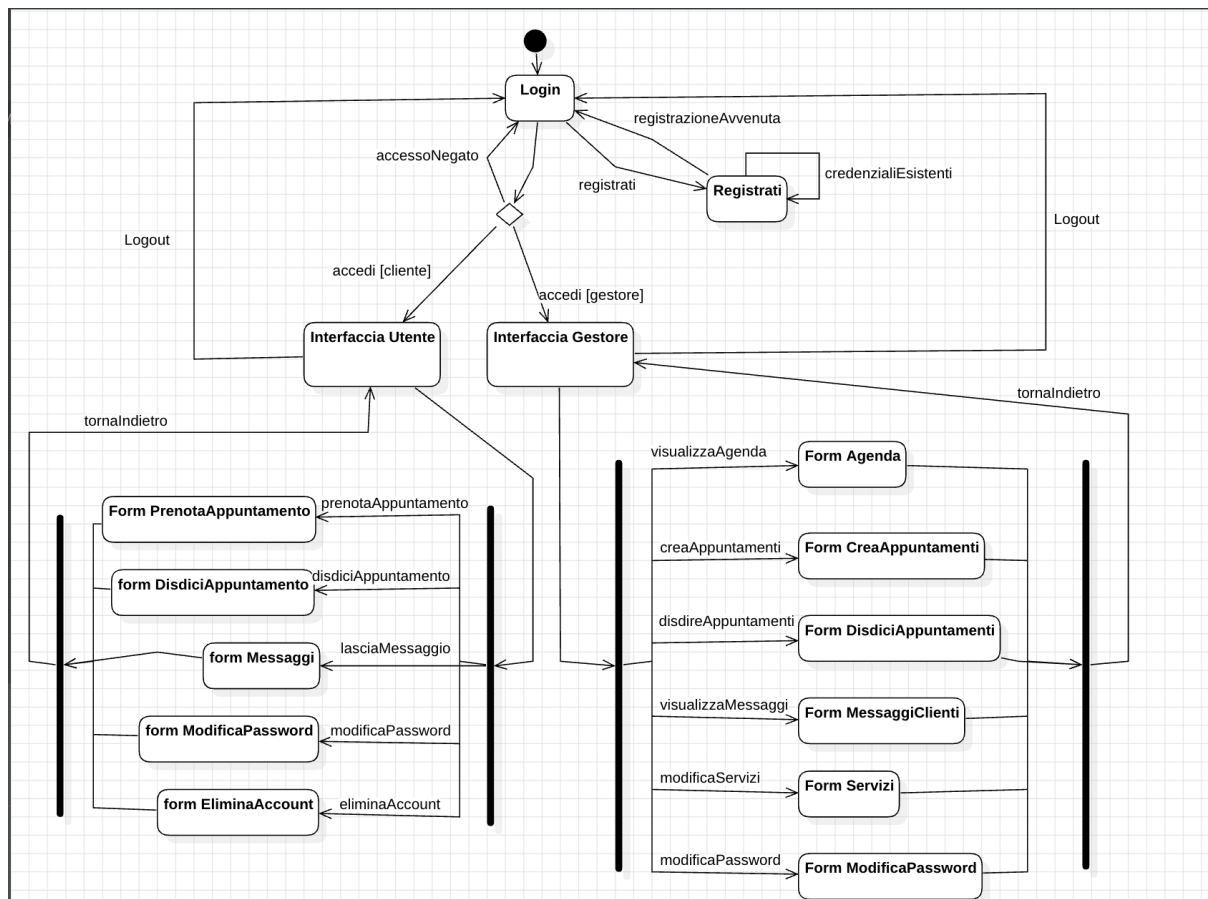 Login
registrazioneAvvenuta
accessoNegato
credenzialiEsistenti
registrati
Registrati
Logout
Logout
accedi [cliente]
accedi [gestore]
Interfaccia Utente
Interfaccia Gestore
tornaIndietro
tornaIndietro
visualizzaAgenda
Form Agenda
Form PrenotaAppuntamento
prenotaAppuntamento
creaAppuntamenti
Form CreaAppuntamenti
form DisdiciAppuntamento
disdiciAppuntamento
disdireAppuntamenti
Form DisdiciAppuntamenti
form Messaggi
lasciaMessaggio
visualizzaMessaggi
Form MessaggiClienti
form ModificaPassword
modificaPassword
modificaServizi
Form Servizi
form EliminaAccount
eliminaAccount
modificaPassword
Form ModificaPassword